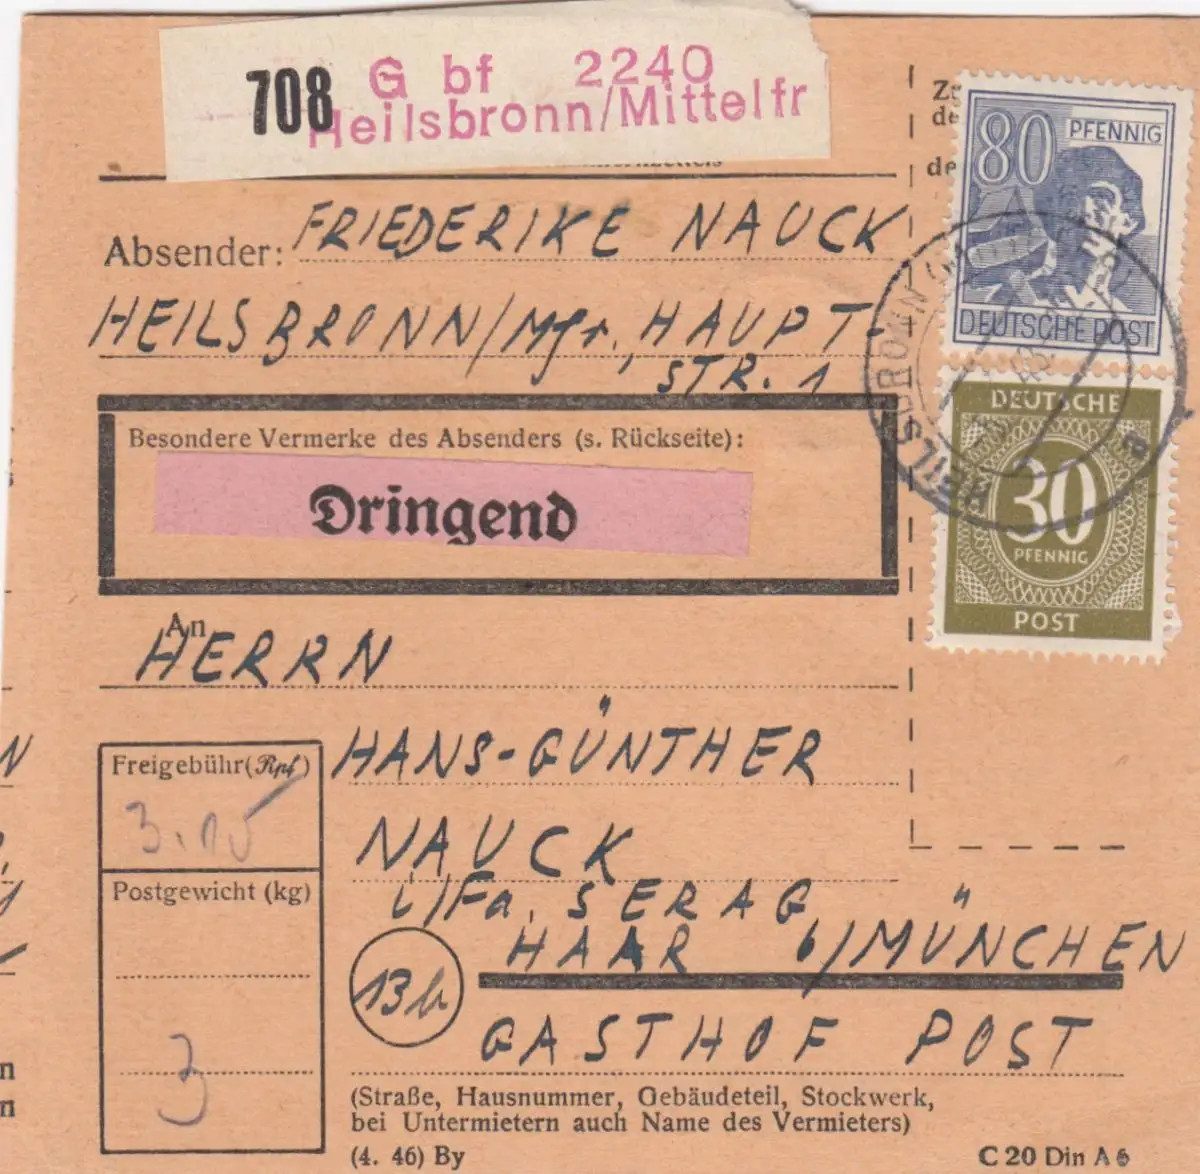 708 G bf 2240
Heilsbronn/Mittelfr
Absender: FRIEDERIKE NAUCK
HEILSBRONN/Mfr., HAUPT-
STR. 1
80 PFENNIG
DEUTSCHE POST
HEILSBRONN
DEUTSCHE
30
PFENNIG
POST
Besondere Vermerke des Absenders (s. Rückseite):
Dringend
An
HERRN
HANS-GÜNTHER
NAUCK
i/Fa. SERAG
HAAR b/MÜNCHEN
13b
GASTHOF POST
Freigebühr (Rpf)
3.15
Postgewicht (kg)
3
(Straße, Hausnummer, Gebäudeteil, Stockwerk,
bei Untermietern auch Name des Vermieters)
(4. 46) By
C 20 Din A 6